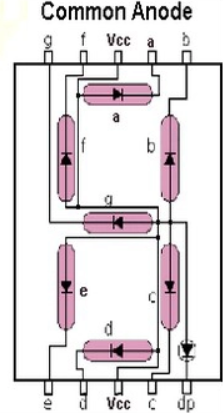 Common Anode
g f Vcc a b
a
f b
g
e c
d
e d Vcc c dp